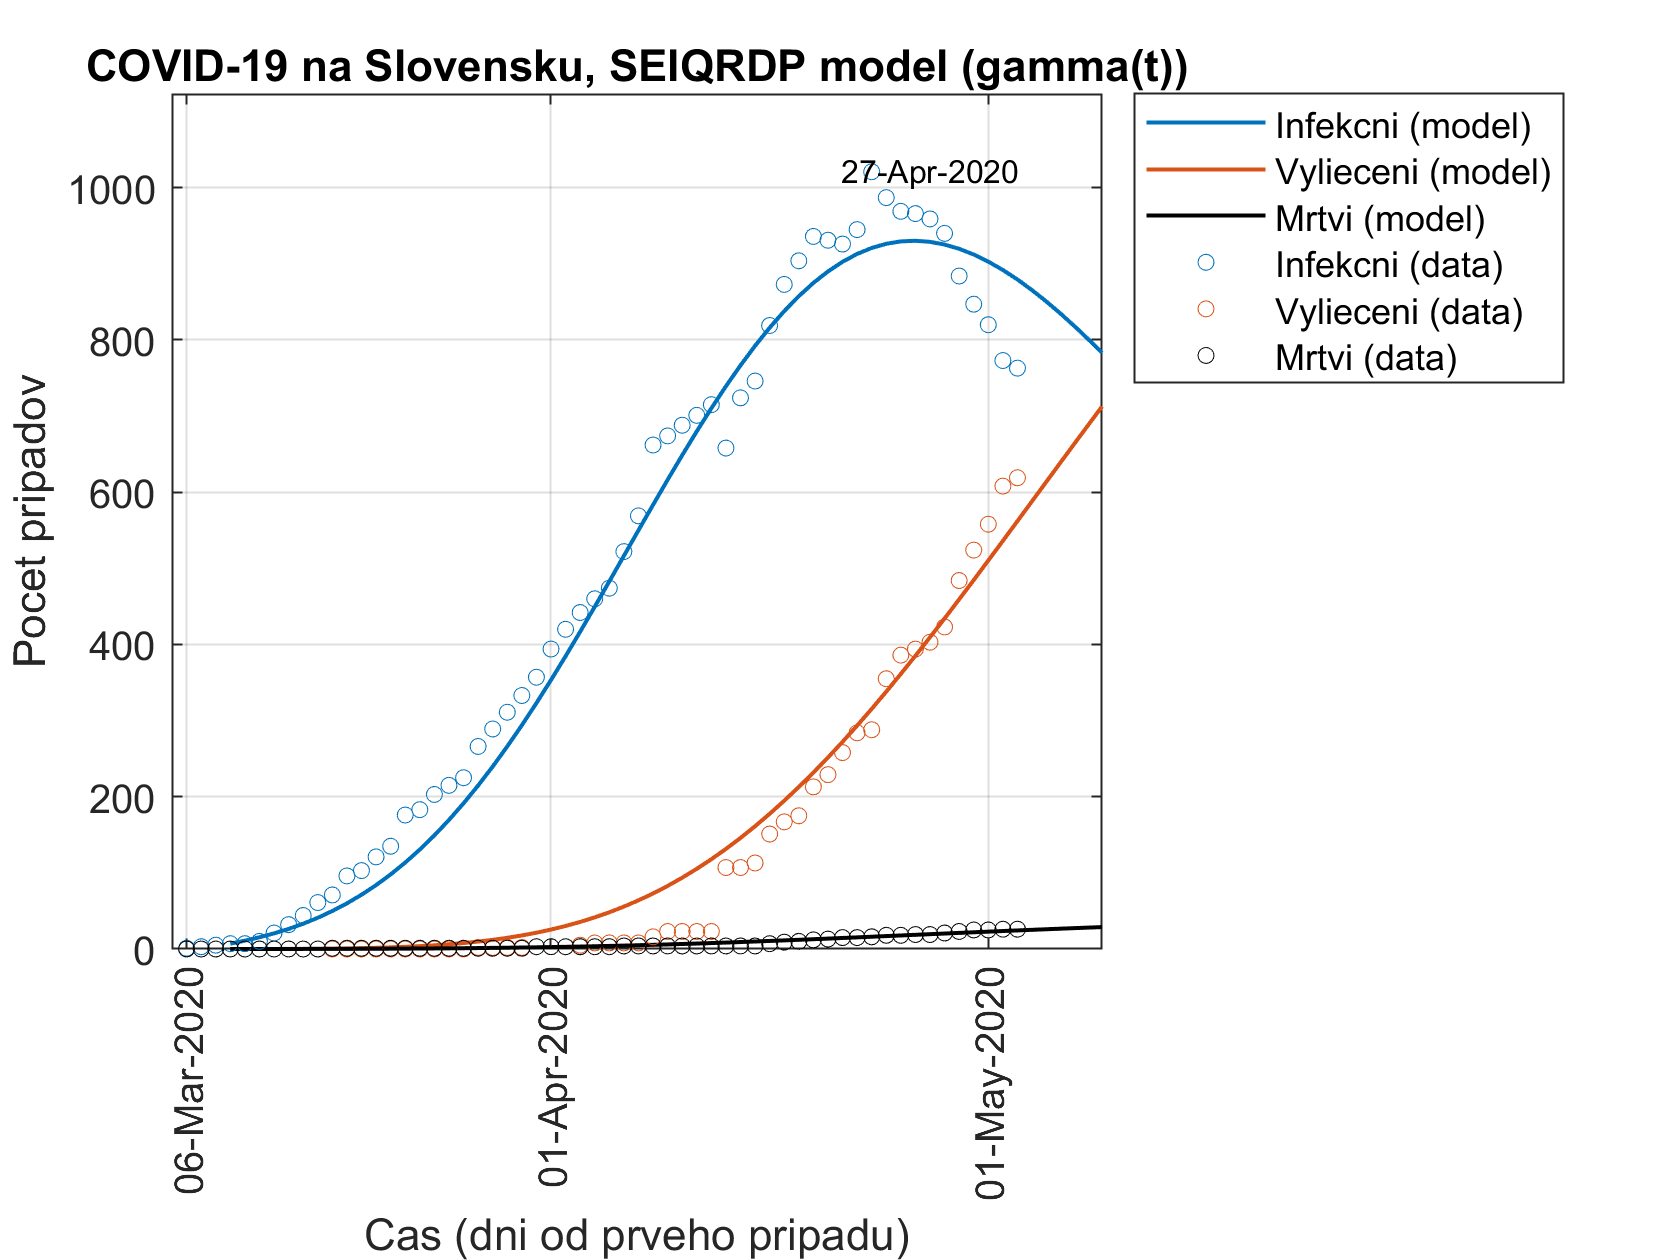 COVID-19 na Slovensku, SEIQRDP model (gamma(t))
27-Apr-2020
Infekcni (model)
Vylieceni (model)
Mrtvi (model)
Infekcni (data)
Vylieceni (data)
Mrtvi (data)
Pocet pripadov
1000
800
600
400
200
0
06-Mar-2020
01-Apr-2020
01-May-2020
Cas (dni od prveho pripadu)